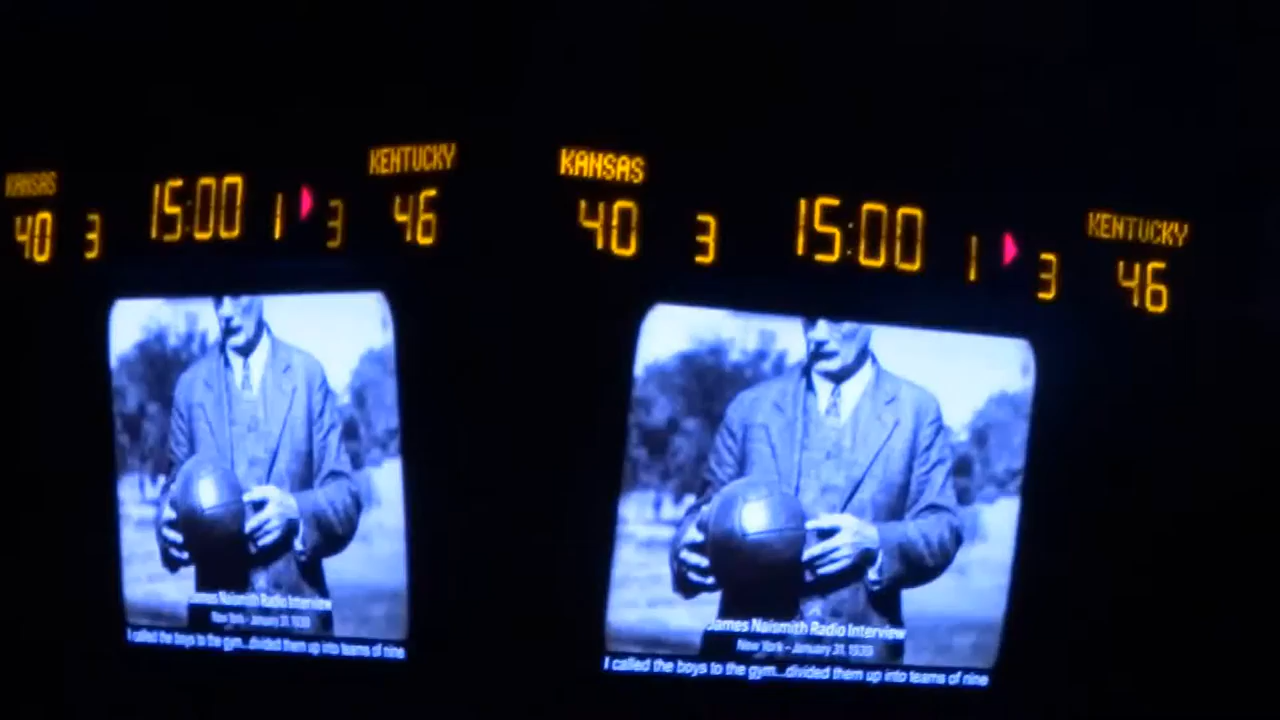 KANSAS
KENTUCKY
40 3 15:00 1 3 46
James Naismith Radio Interview
New York - January 31, 1939
I called the boys to the gym...divided them up into teams of nine
KANSAS
KENTUCKY
40 3 15:00 1 3 46
James Naismith Radio Interview
New York - January 31, 1939
I called the boys to the gym...divided them up into teams of nine